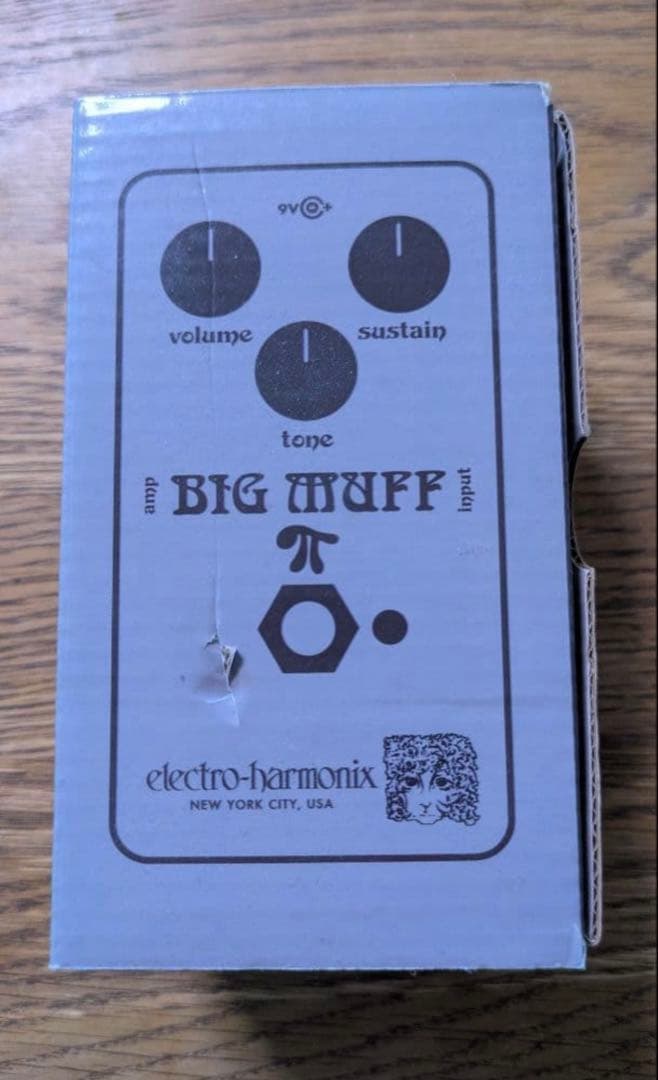 9V+
volume
sustain
tone
amp
BIG MUFF
input
π
electro-harmonix
NEW YORK CITY, USA